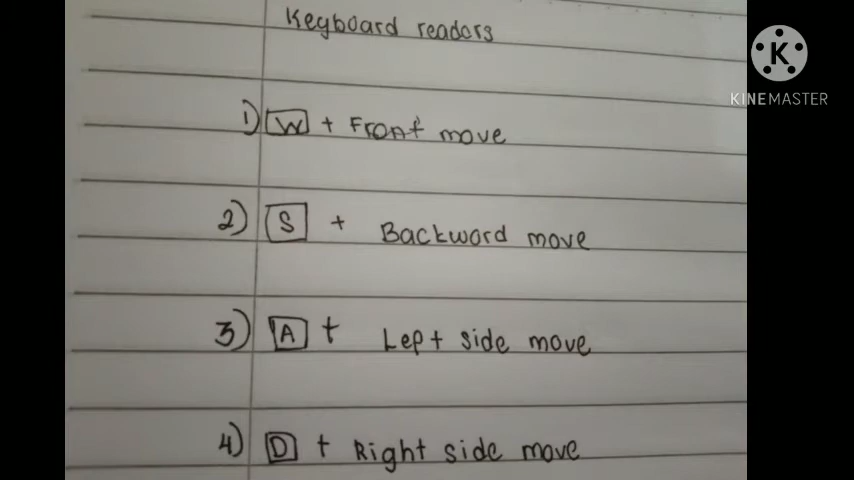 Keyboard readers
K
KINEMASTER
1) W + Front move
2) S + Backword move
3) A + Lept side move
4) D + Right side move